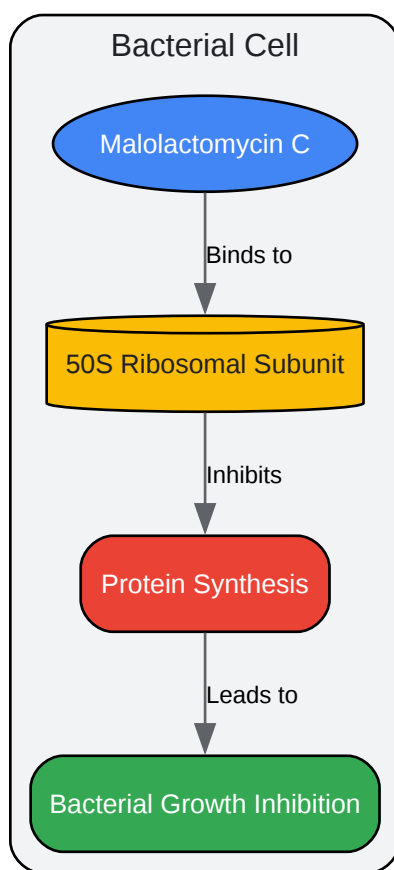 Bacterial Cell
Malolactomycin C
Binds to
50S Ribosomal Subunit
Inhibits
Protein Synthesis
Leads to
Bacterial Growth Inhibition